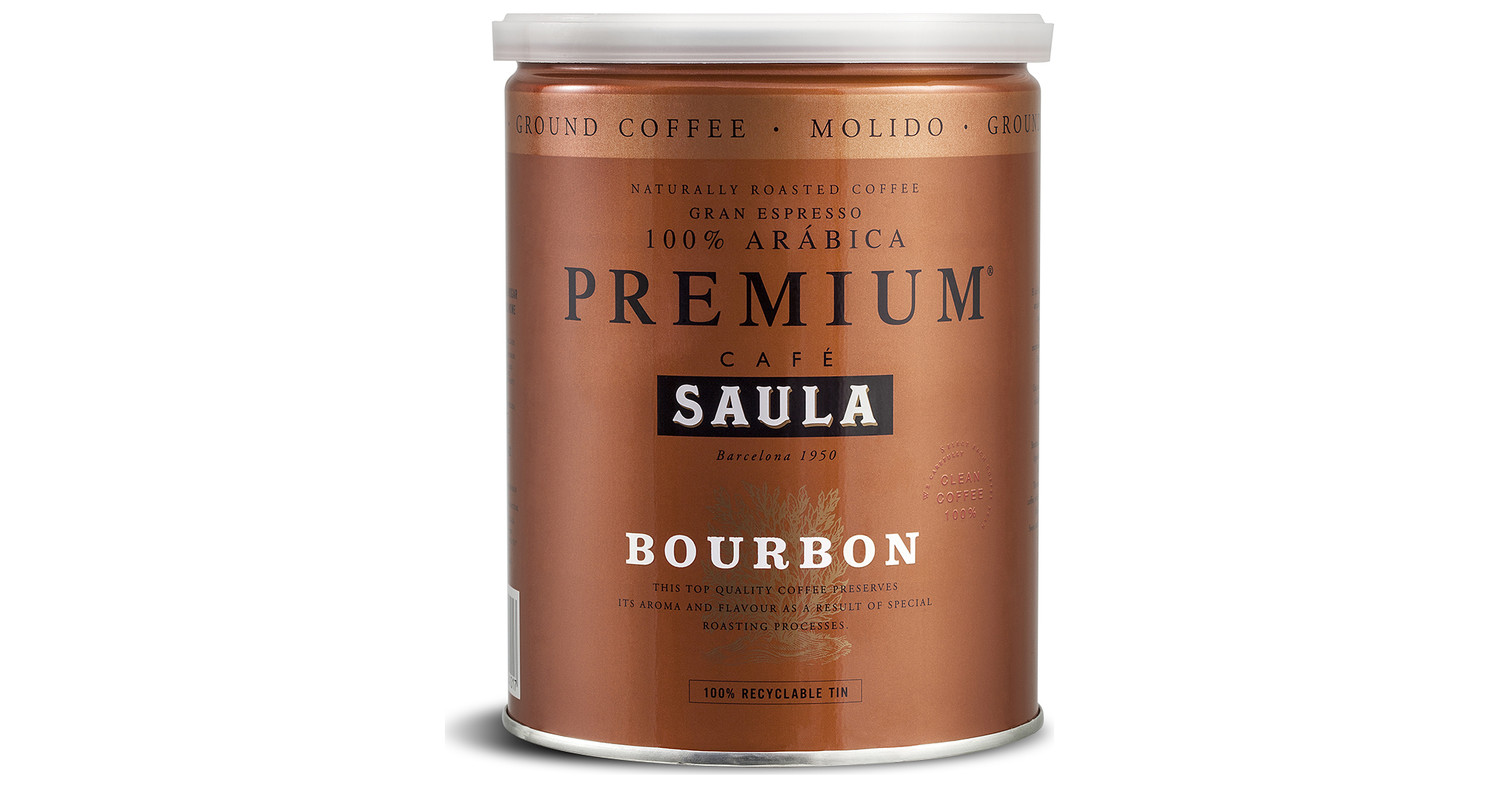 GROUND COFFEE · MOLIDO ·
NATURALLY ROASTED COFFEE
GRAN ESPRESSO
100% ARÁBICA
PREMIUM®
CAFÉ
SAULA
Barcelona 1950
CLEAN
COFFEE
100%
BOURBON
THIS TOP QUALITY COFFEE PRESERVES
ITS AROMA AND FLAVOUR AS A RESULT OF SPECIAL
ROASTING PROCESSES.
100% RECYCLABLE TIN